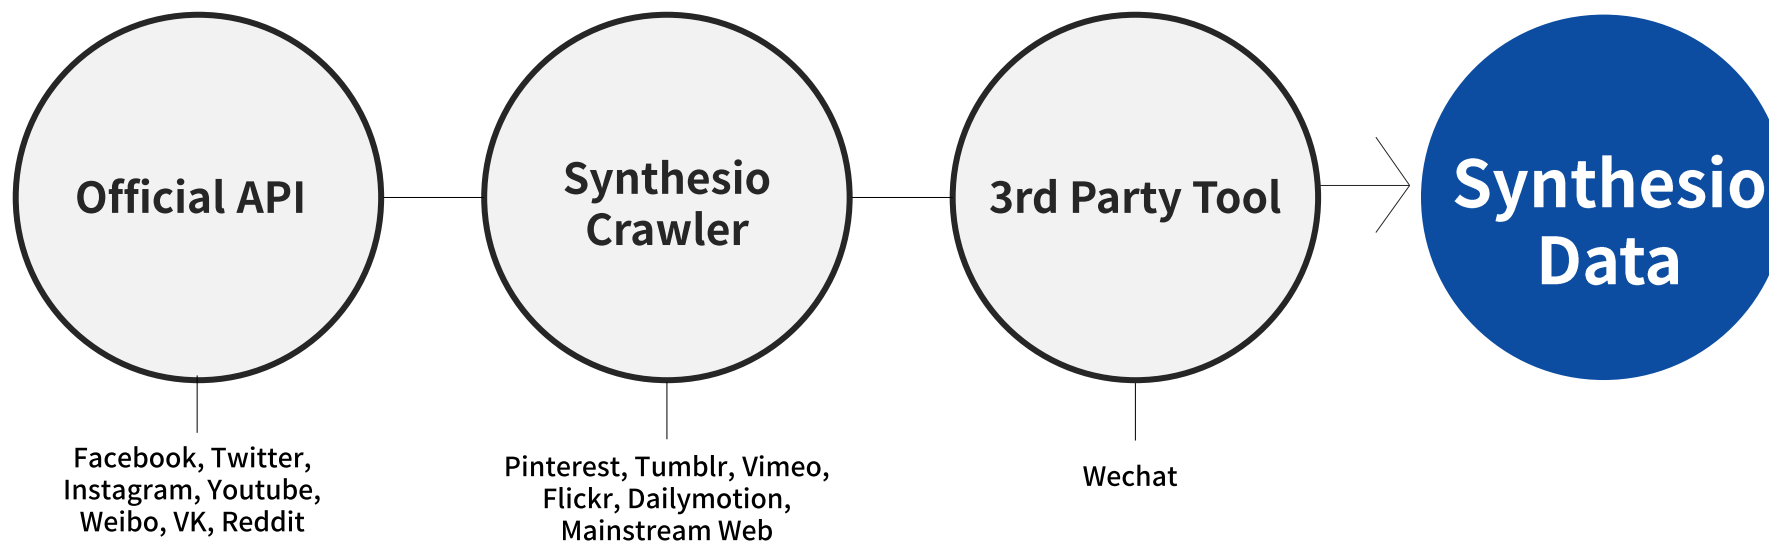 Official API
Synthesio
Crawler
3rd Party Tool
Synthesio
Data
Facebook, Twitter,
Instagram, Youtube,
Weibo, VK, Reddit
Pinterest, Tumblr, Vimeo,
Flickr, Dailymotion,
Mainstream Web
Wechat